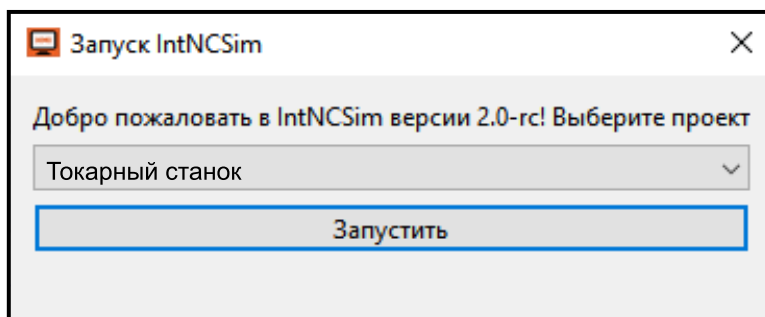 Запуск IntNCSim
Добро пожаловать в IntNCSim версии 2.0-rc! Выберите проект
Токарный станок
Запустить